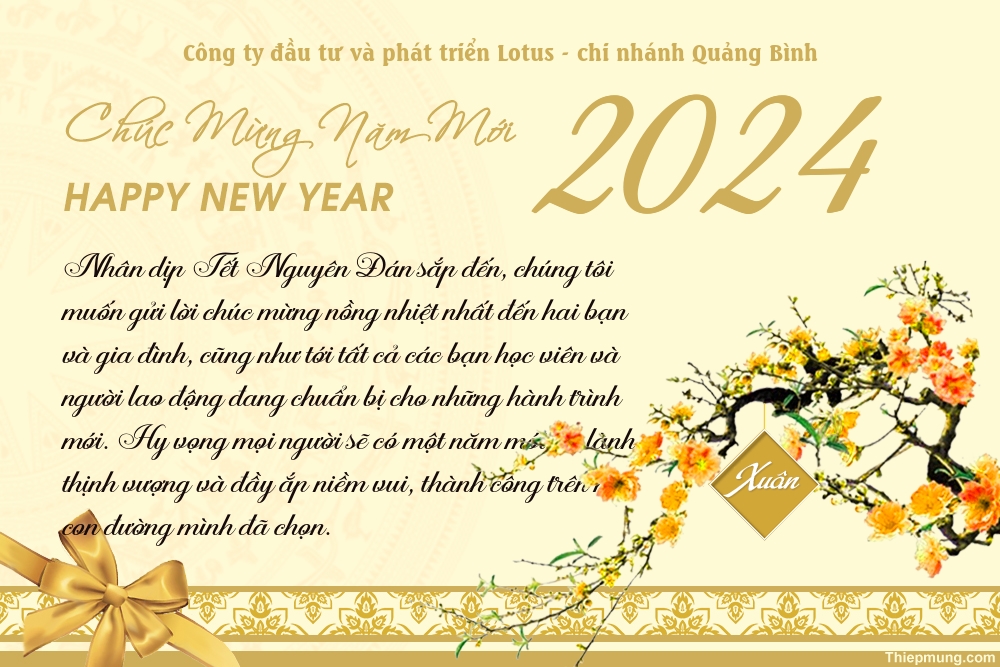 Công ty đầu tư và phát triển Lotus - chi nhánh Quảng Bình
Chúc Mừng Năm Mới
2024
HAPPY NEW YEAR
Nhân dịp Tết Nguyên Đán sắp đến, chúng tôi
muốn gửi lời chúc mừng nồng nhiệt nhất đến hai bạn
và gia đình, cũng như tới tất cả các bạn học viên và
người lao động đang chuẩn bị cho những hành trình
mới. Hy vọng mọi người sẽ có một năm lành
thịnh vượng và đầy ắp niềm vui, thành công trên
con đường mình đã chọn.
Xuân
Thiepmung.com